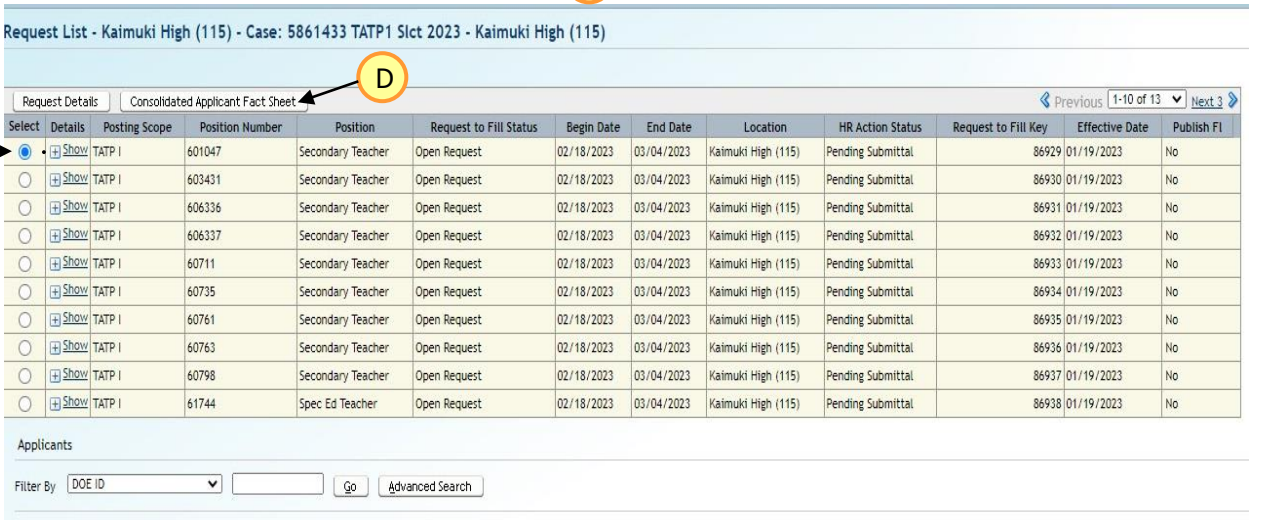 Request List - Kaimuki High (115) - Case: 5861433 TATP1 Slct 2023 - Kaimuki High (115)
D
Request Details Consolidated Applicant Fact Sheet Previous 1-10 of 13 Next 3
Select Details Posting Scope Position Number Position Request to Fill Status Begin Date End Date Location HR Action Status Request to Fill Key Effective Date Publish Fl
Show TATP I 601047 Secondary Teacher Open Request 02/18/2023 03/04/2023 Kaimuki High (115) Pending Submittal 86929 01/19/2023 No
Show TATP I 603431 Secondary Teacher Open Request 02/18/2023 03/04/2023 Kaimuki High (115) Pending Submittal 86930 01/19/2023 No
Show TATP I 606336 Secondary Teacher Open Request 02/18/2023 03/04/2023 Kaimuki High (115) Pending Submittal 86931 01/19/2023 No
Show TATP I 606337 Secondary Teacher Open Request 02/18/2023 03/04/2023 Kaimuki High (115) Pending Submittal 86932 01/19/2023 No
Show TATP I 60711 Secondary Teacher Open Request 02/18/2023 03/04/2023 Kaimuki High (115) Pending Submittal 86933 01/19/2023 No
Show TATP I 60735 Secondary Teacher Open Request 02/18/2023 03/04/2023 Kaimuki High (115) Pending Submittal 86934 01/19/2023 No
Show TATP I 60761 Secondary Teacher Open Request 02/18/2023 03/04/2023 Kaimuki High (115) Pending Submittal 86935 01/19/2023 No
Show TATP I 60763 Secondary Teacher Open Request 02/18/2023 03/04/2023 Kaimuki High (115) Pending Submittal 86936 01/19/2023 No
Show TATP I 60798 Secondary Teacher Open Request 02/18/2023 03/04/2023 Kaimuki High (115) Pending Submittal 86937 01/19/2023 No
Show TATP I 61744 Spec Ed Teacher Open Request 02/18/2023 03/04/2023 Kaimuki High (115) Pending Submittal 86938 01/19/2023 No
Applicants
Filter By DOE ID Go Advanced Search